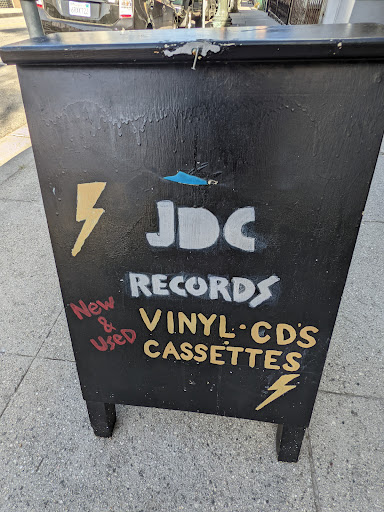 JDC
RECORDS
New
&
UseD
VINYL·CD'S
CASSETTES